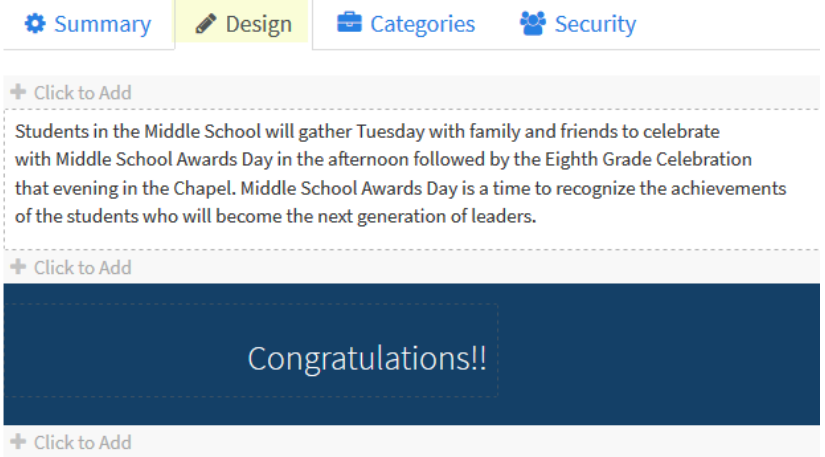 Summary Design Categories Security
Click to Add
Students in the Middle School will gather Tuesday with family and friends to celebrate
with Middle School Awards Day in the afternoon followed by the Eighth Grade Celebration
that evening in the Chapel. Middle School Awards Day is a time to recognize the achievements
of the students who will become the next generation of leaders.
Click to Add
Congratulations!!
Click to Add